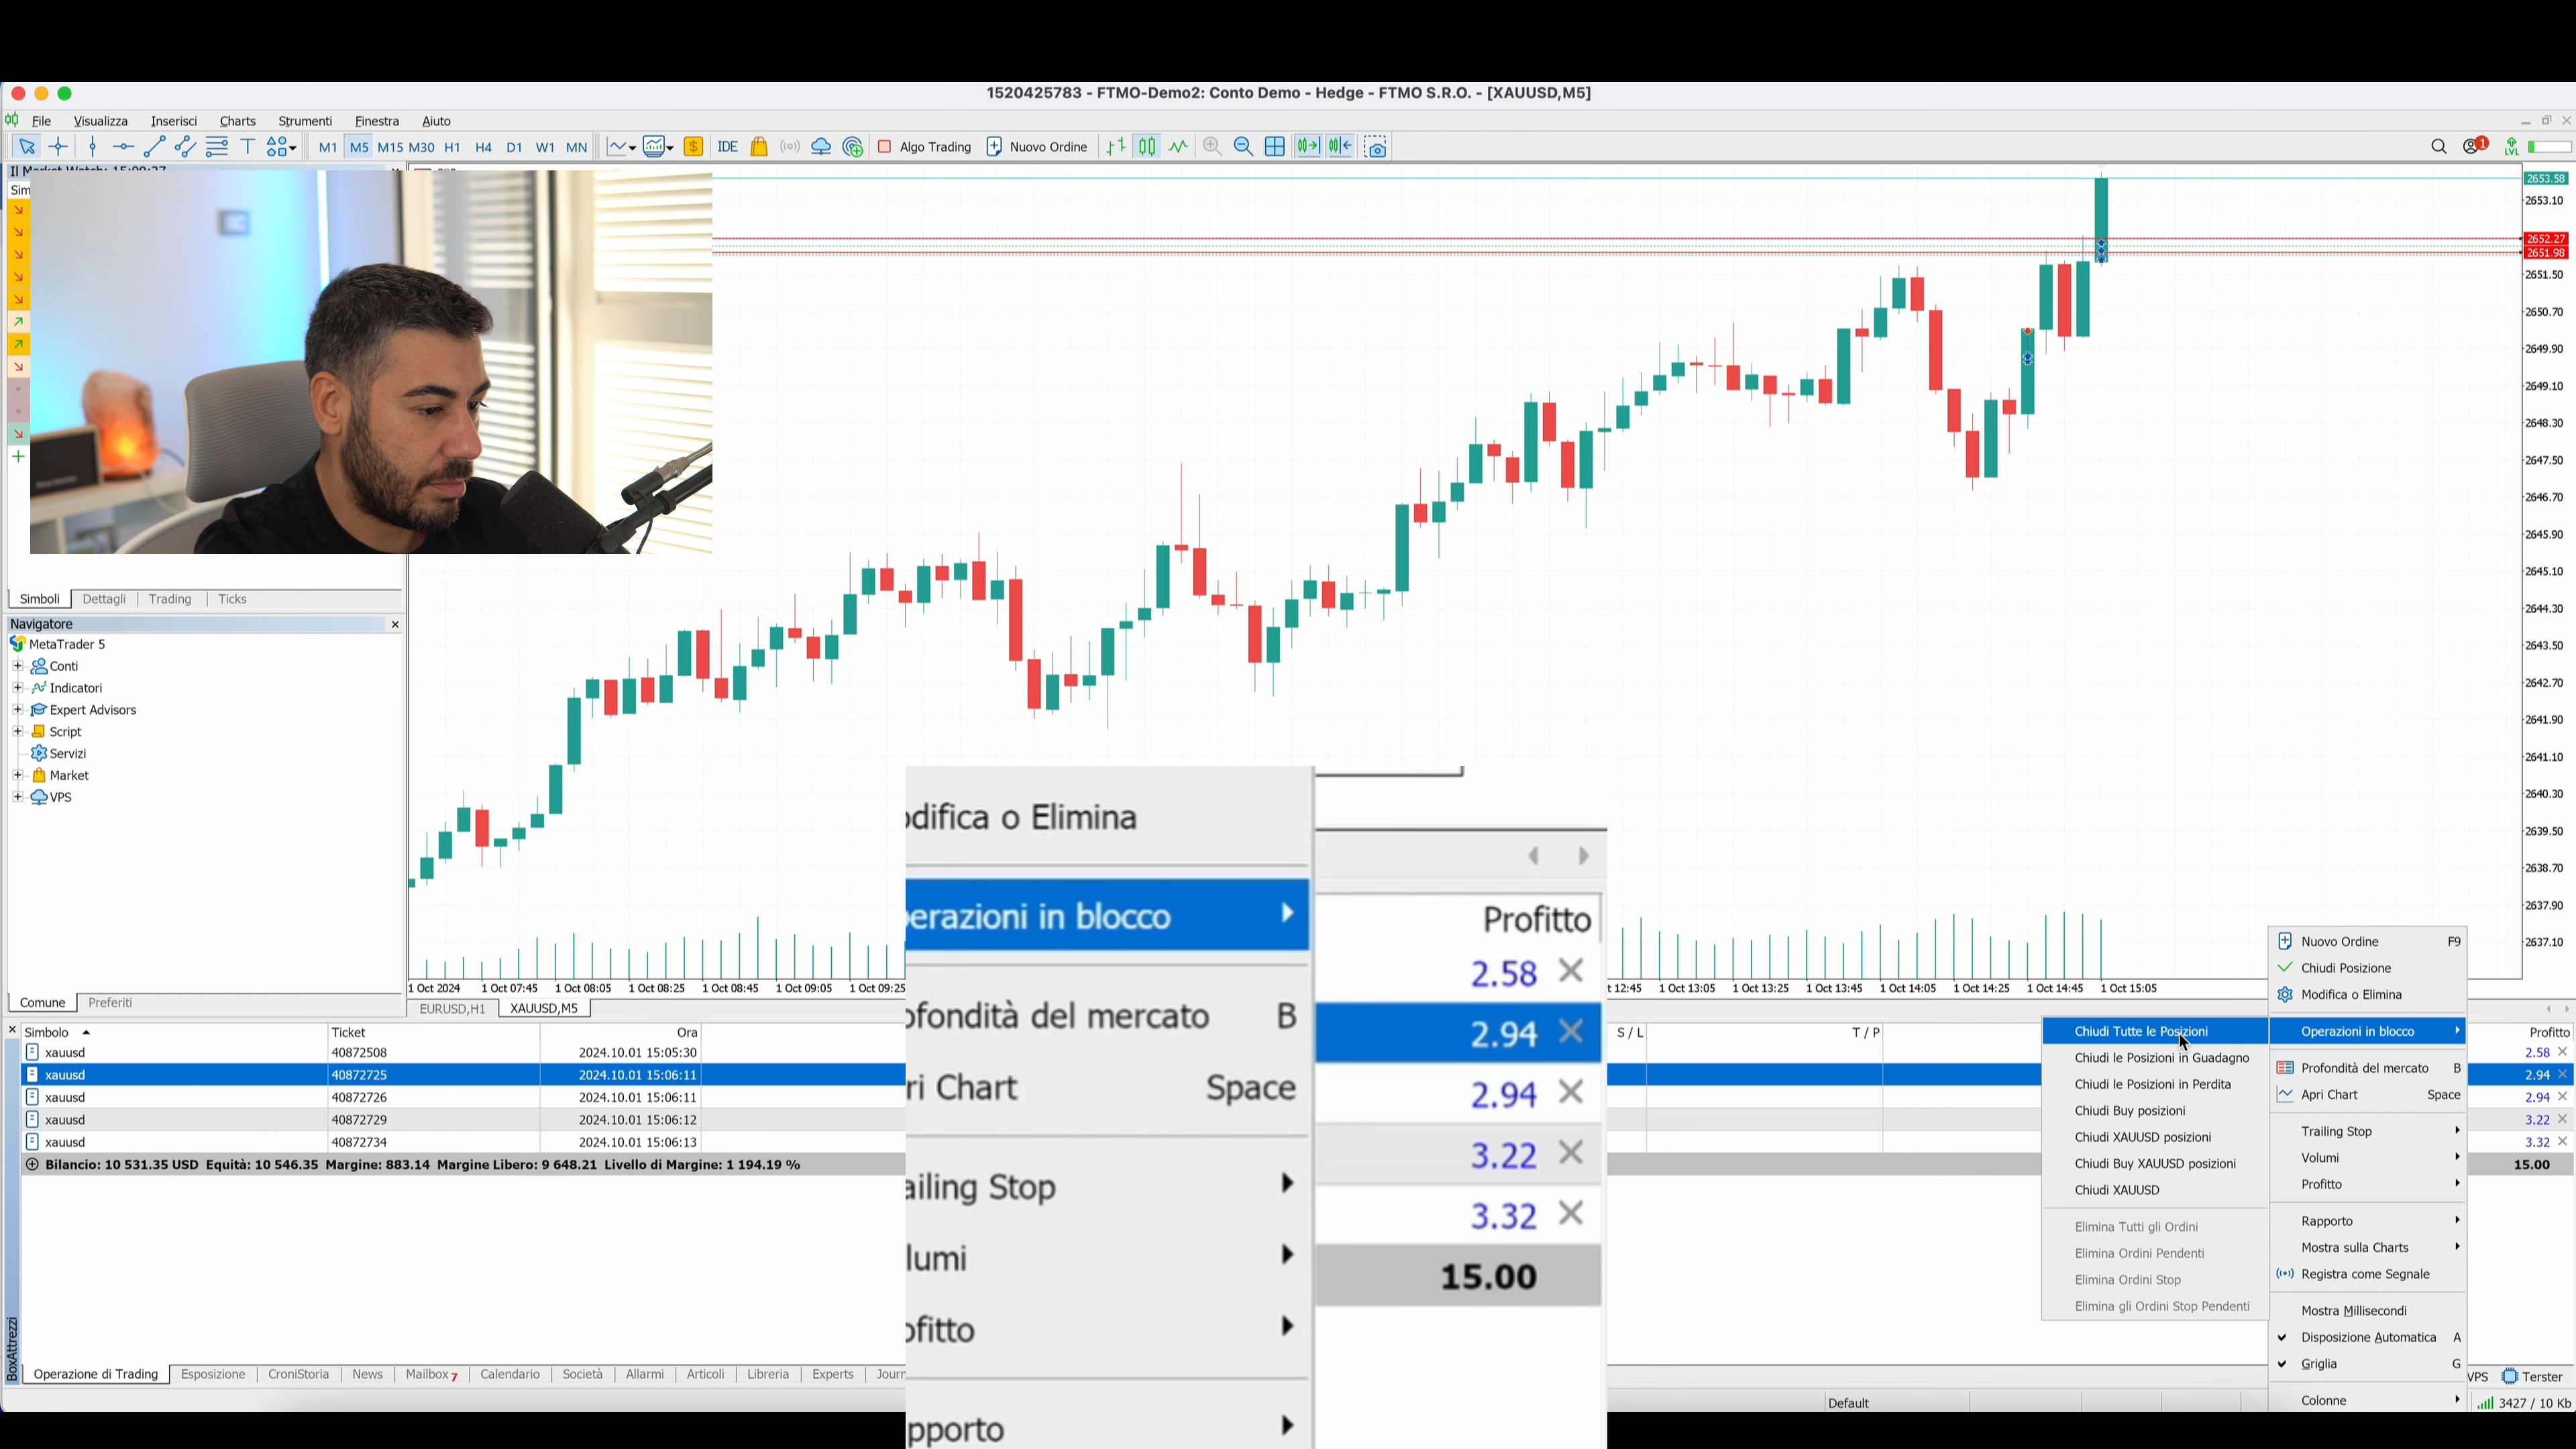 1520425783 - FTMO-Demo2: Conto Demo - Hedge - FTMO S.R.O. - [XAUUSD,M5]
File Visualizza Inserisci Charts Strumenti Finestra Aiuto
M1 M5 M15 M30 H1 H4 D1 W1 MN IDE Algo Trading Nuovo Ordine 1 LVL
Il Market Watch: 15:09:27
Sim
2653.58
2653.10
2652.27
2651.98
2651.50
2650.70
2649.90
2649.10
2648.30
2647.50
2646.70
2645.90
2645.10
2644.30
2643.50
2642.70
2641.90
2641.10
2640.30
2639.50
2638.70
2637.90
2637.10
Simboli Dettagli Trading Ticks
Navigatore
MetaTrader 5
Conti
Indicatori
Expert Advisors
Script
Servizi
Market
VPS
Comune Preferiti
1 Oct 2024 1 Oct 07:45 1 Oct 08:05 1 Oct 08:25 1 Oct 08:45 1 Oct 09:05 1 Oct 09:25 t 12:45 1 Oct 13:05 1 Oct 13:25 1 Oct 13:45 1 Oct 14:05 1 Oct 14:25 1 Oct 14:45 1 Oct 15:05
EURUSD,H1 XAUUSD,M5
odifica o Elimina
perazioni in blocco
ofondità del mercato B
ri Chart Space
ailing Stop
lumi
ofitto
pporto
Profitto
2.58
2.94
2.94
3.22
3.32
15.00
Simbolo Ticket Ora S / L T / P Profitto
xauusd 40872508 2024.10.01 15:05:30 2.58
xauusd 40872725 2024.10.01 15:06:11 2.94
xauusd 40872726 2024.10.01 15:06:11 2.94
xauusd 40872729 2024.10.01 15:06:12 3.22
xauusd 40872734 2024.10.01 15:06:13 3.32
Bilancio: 10 531.35 USD Equità: 10 546.35 Margine: 883.14 Margine Libero: 9 648.21 Livello di Margine: 1 194.19 % 15.00
Chiudi Tutte le Posizioni
Chiudi le Posizioni in Guadagno
Chiudi le Posizioni in Perdita
Chiudi Buy posizioni
Chiudi XAUUSD posizioni
Chiudi Buy XAUUSD posizioni
Chiudi XAUUSD
Elimina Tutti gli Ordini
Elimina Ordini Pendenti
Elimina Ordini Stop
Elimina gli Ordini Stop Pendenti
Nuovo Ordine F9
Chiudi Posizione
Modifica o Elimina
Operazioni in blocco
Profondità del mercato B
Apri Chart Space
Trailing Stop
Volumi
Profitto
Rapporto
Mostra sulla Charts
Registra come Segnale
Mostra Millisecondi
Disposizione Automatica A
Griglia G
Colonne
BoxAttrezzi
Operazione di Trading Esposizione CroniStoria News Mailbox 7 Calendario Società Allarmi Articoli Libreria Experts Journ
VPS Terster
Default 3427 / 10 Kb